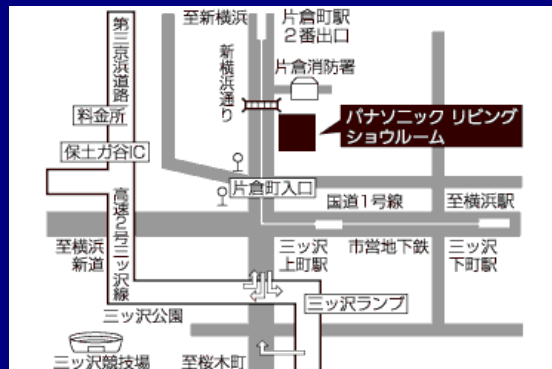 至新横浜
片倉町駅
2番出口
第三京浜道路
新横浜通り
片倉消防署
料金所
パナソニック リビング
ショウルーム
保土ガ谷IC
片倉町入口
国道1号線
至横浜駅
高速2号三ッ沢線
至横浜
新道
三ッ沢
上町駅
市営地下鉄
三ッ沢
下町駅
三ッ沢ランプ
三ッ沢公園
三ッ沢競技場
至桜木町